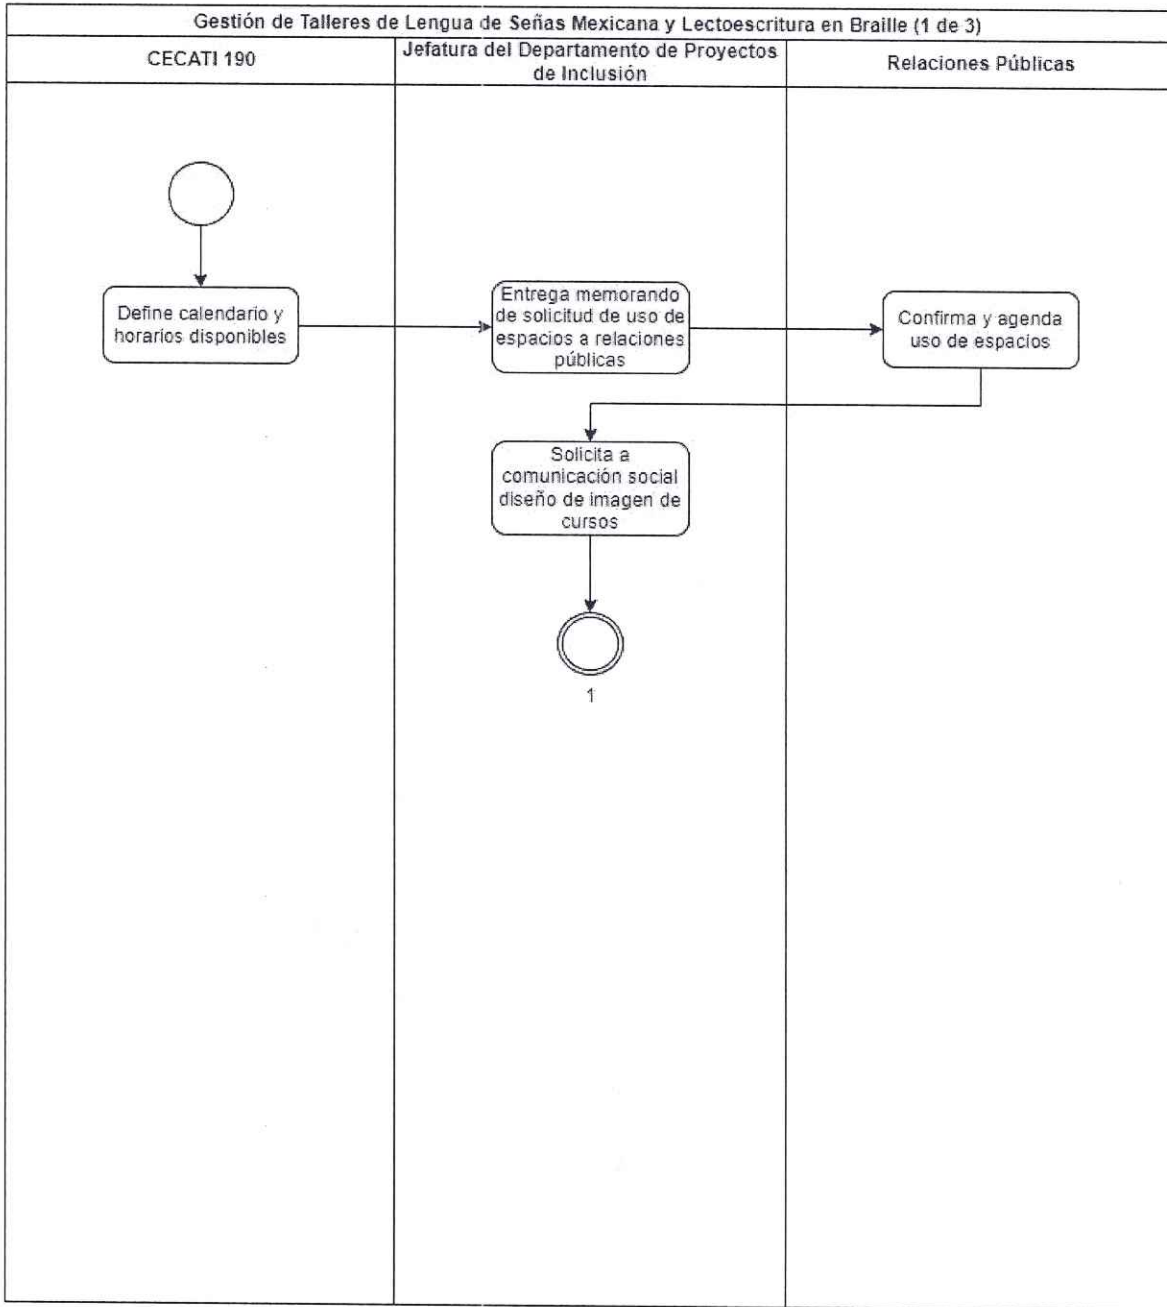 Gestión de Talleres de Lengua de Señas Mexicana y Lectoescritura en Braille (1 de 3)
CECATI 190
Jefatura del Departamento de Proyectos
de Inclusión
Relaciones Públicas
Define calendario y
horarios disponibles
Entrega memorando
de solicitud de uso de
espacios a relaciones
públicas
Confirma y agenda
uso de espacios
Solicita a
comunicación social
diseño de imagen de
cursos
1